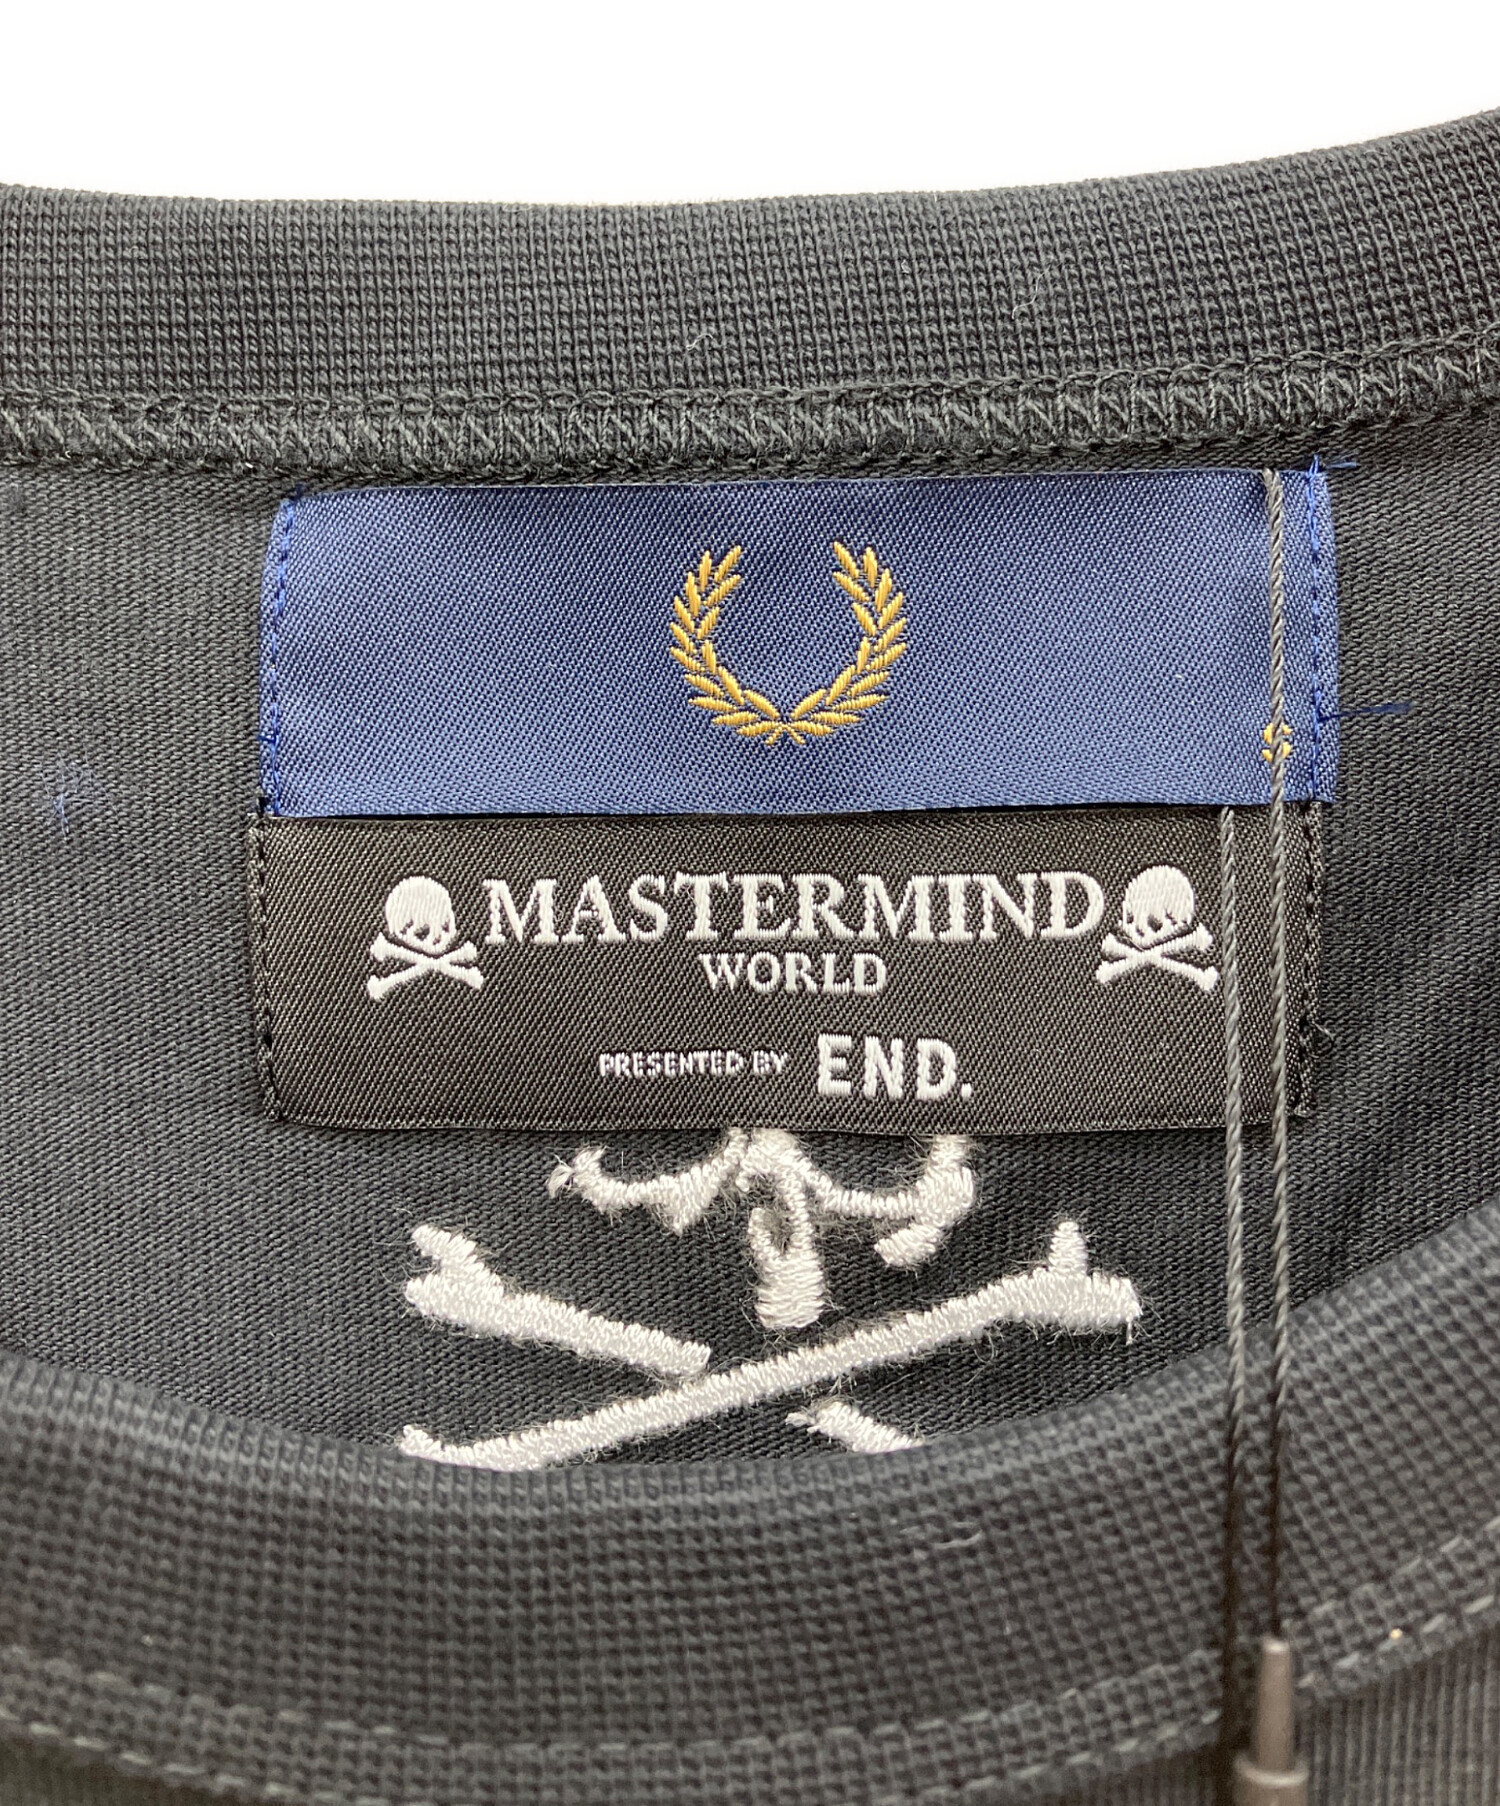 S
MASTERMIND
WORLD
PRESENTED BY END.